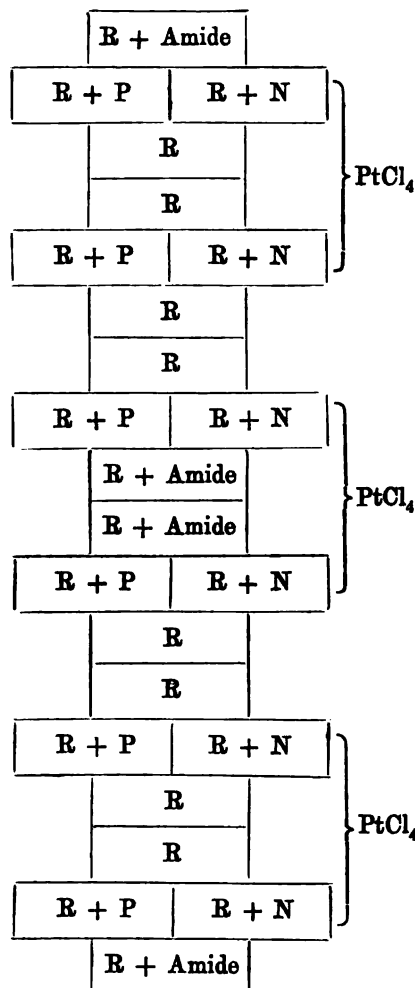 R + Amide
R + P R + N
R
PtCl₄
R
R + P R + N
R
R
R + P R + N
R + Amide
PtCl₄
R + Amide
R + P R + N
R
R
R + P R + N
R
PtCl₄
R
R + P R + N
R + Amide